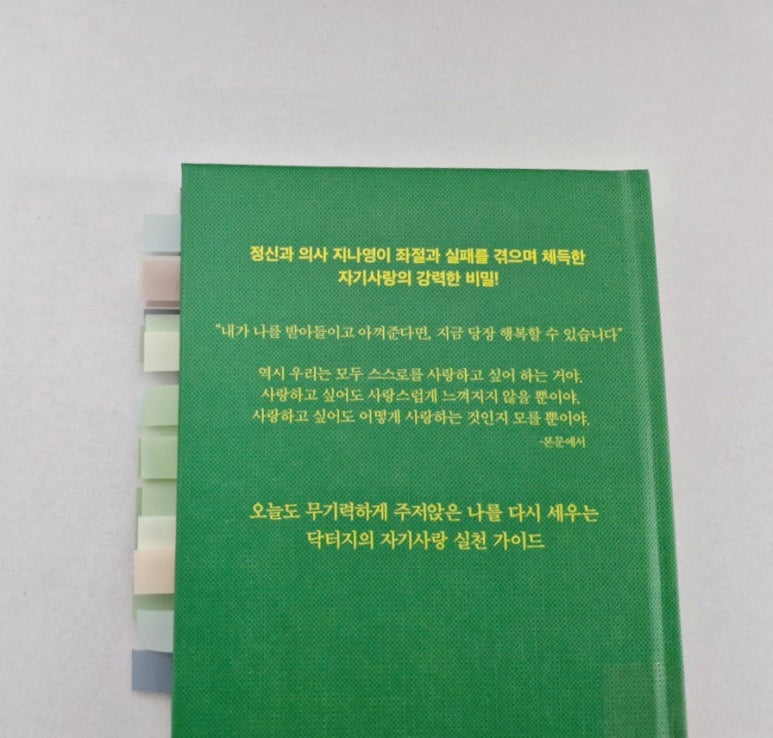 정신과 의사 지나영이 좌절과 실패를 겪으며 체득한
자기사랑의 강력한 비밀!
"내가 나를 받아들이고 아껴준다면, 지금 당장 행복할 수 있습니다"
역시 우리는 모두 스스로를 사랑하고 싶어 하는 거야.
사랑하고 싶어도 사랑스럽게 느껴지지 않을 뿐이야.
사랑하고 싶어도 어떻게 사랑하는 것인지 모를 뿐이야.
-본문에서
오늘도 무기력하게 주저앉은 나를 다시 세우는
닥터지의 자기사랑 실천 가이드